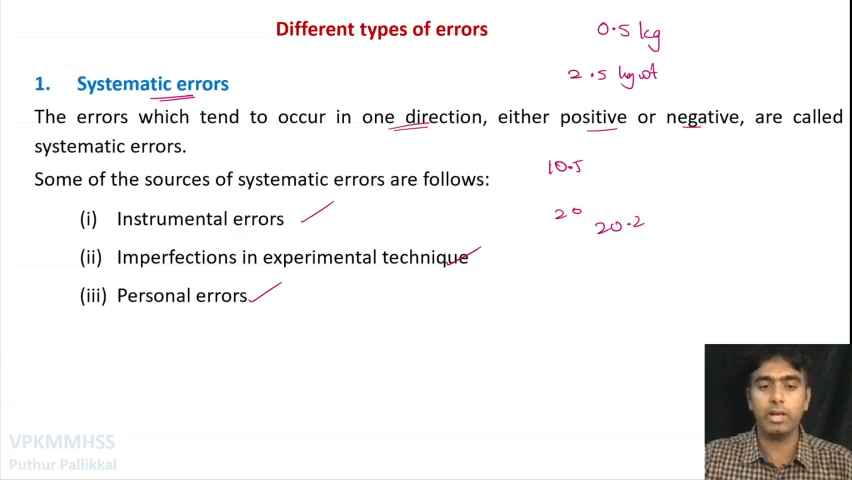 Different types of errors
0.5 kg
2.5 kgwt
1. Systematic errors
The errors which tend to occur in one direction, either positive or negative, are called
systematic errors.
10.5
Some of the sources of systematic errors are follows:
(i) Instrumental errors
20
20.2
(ii) Imperfections in experimental technique
(iii) Personal errors
VPKMMHSS
Puthur Pallikkal